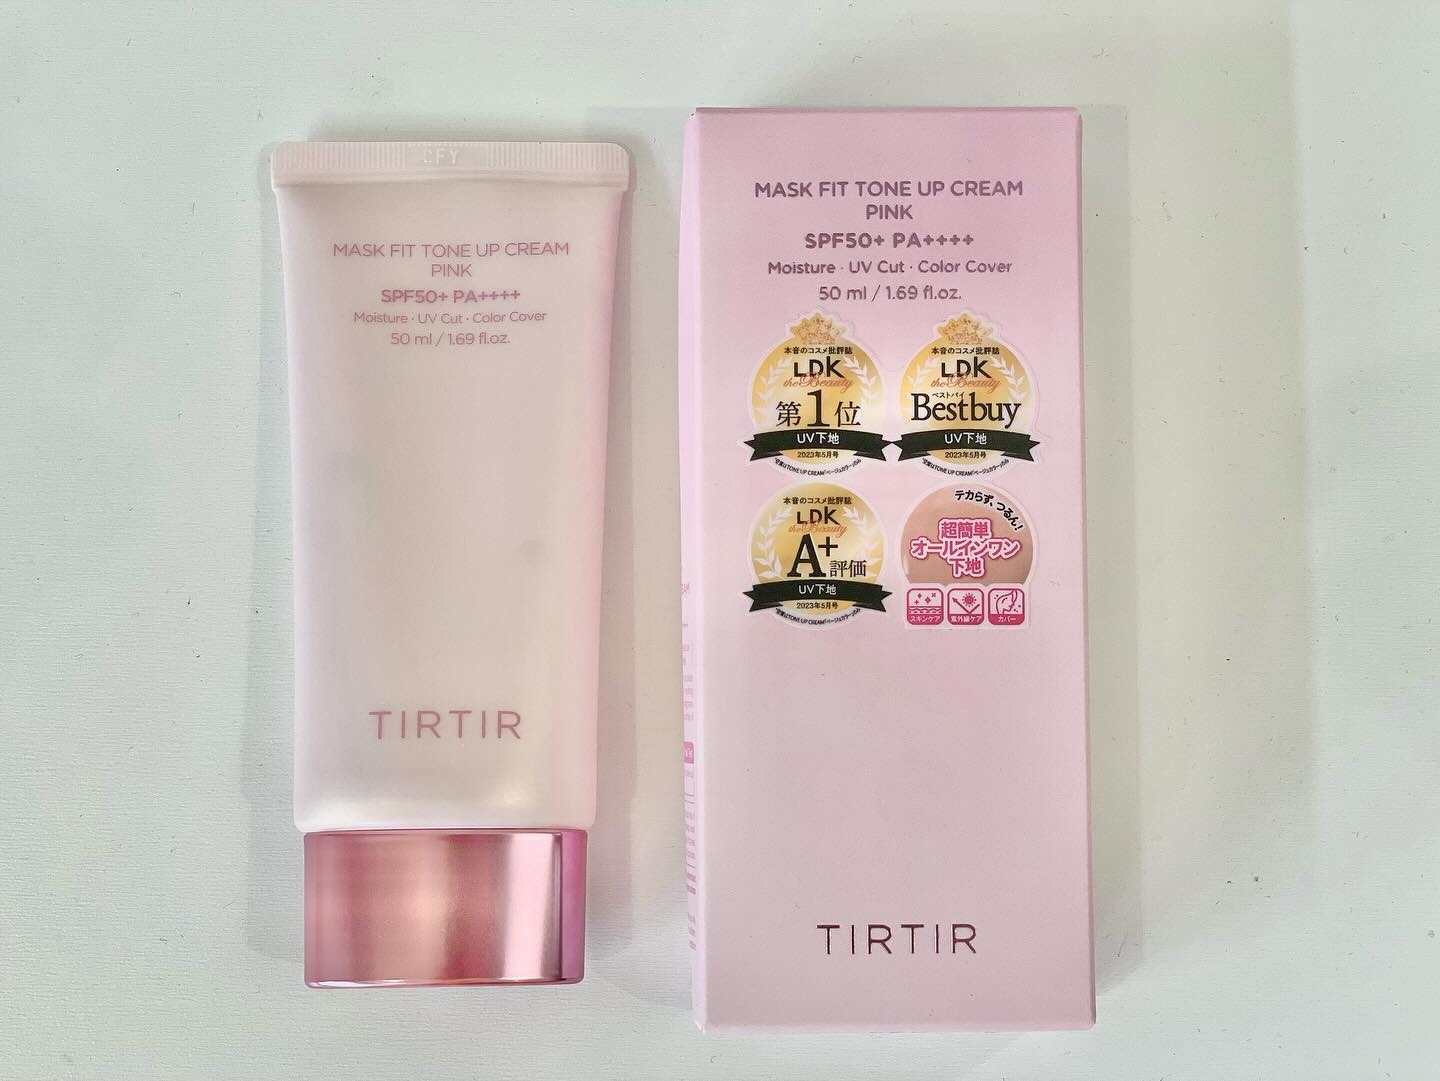 CFY
MASK FIT TONE UP CREAM
PINK
SPF50+ PA++++
Moisture · UV Cut · Color Cover
50 ml / 1.69 fl.oz.
TIRTIR
MASK FIT TONE UP CREAM
PINK
SPF50+ PA++++
Moisture · UV Cut · Color Cover
50 ml / 1.69 fl.oz.
本音のコスメ批評誌
LDK
the Beauty
第1位
UV下地
2023年5月号
本音のコスメ批評誌
LDK
the Beauty
ベストバイ
Bestbuy
UV下地
2023年5月号
本音のコスメ批評誌
LDK
the Beauty
A+評価
UV下地
2023年5月号
テカらず、つるん!
超簡単
オールインワン
下地
スキンケア 紫外線ケア カバー
TIRTIR